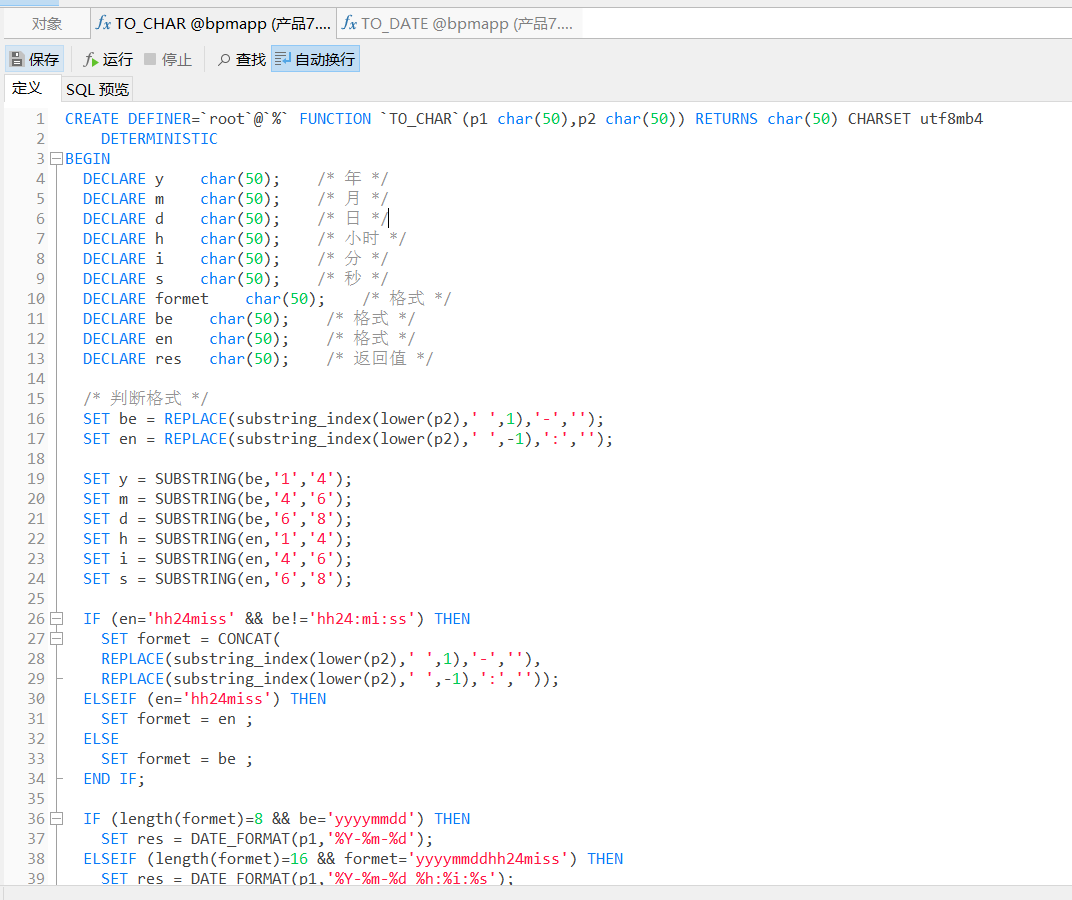 对象 fx TO_CHAR @bpmapp (产品7.... fx TO_DATE @bpmapp (产品7....
保存 运行 停止 查找 自动换行
定义 SQL 预览
1 CREATE DEFINER=`root`@`%` FUNCTION `TO_CHAR`(p1 char(50),p2 char(50)) RETURNS char(50) CHARSET utf8mb4
2 DETERMINISTIC
3 BEGIN
4 DECLARE y char(50); /* 年 */
5 DECLARE m char(50); /* 月 */
6 DECLARE d char(50); /* 日 */
7 DECLARE h char(50); /* 小时 */
8 DECLARE i char(50); /* 分 */
9 DECLARE s char(50); /* 秒 */
10 DECLARE formet char(50); /* 格式 */
11 DECLARE be char(50); /* 格式 */
12 DECLARE en char(50); /* 格式 */
13 DECLARE res char(50); /* 返回值 */
14
15 /* 判断格式 */
16 SET be = REPLACE(substring_index(lower(p2),' ',1),'-','');
17 SET en = REPLACE(substring_index(lower(p2),' ',-1),':','');
18
19 SET y = SUBSTRING(be,'1','4');
20 SET m = SUBSTRING(be,'4','6');
21 SET d = SUBSTRING(be,'6','8');
22 SET h = SUBSTRING(en,'1','4');
23 SET i = SUBSTRING(en,'4','6');
24 SET s = SUBSTRING(en,'6','8');
25
26 IF (en='hh24miss' && be!='hh24:mi:ss') THEN
27 SET formet = CONCAT(
28 REPLACE(substring_index(lower(p2),' ',1),'-',''),
29 REPLACE(substring_index(lower(p2),' ',-1),':',''));
30 ELSEIF (en='hh24miss') THEN
31 SET formet = en ;
32 ELSE
33 SET formet = be ;
34 END IF;
35
36 IF (length(formet)=8 && be='yyyymmdd') THEN
37 SET res = DATE_FORMAT(p1,'%Y-%m-%d');
38 ELSEIF (length(formet)=16 && formet='yyyymmddhh24miss') THEN
39 SET res = DATE_FORMAT(p1,'%Y-%m-%d %h:%i:%s');